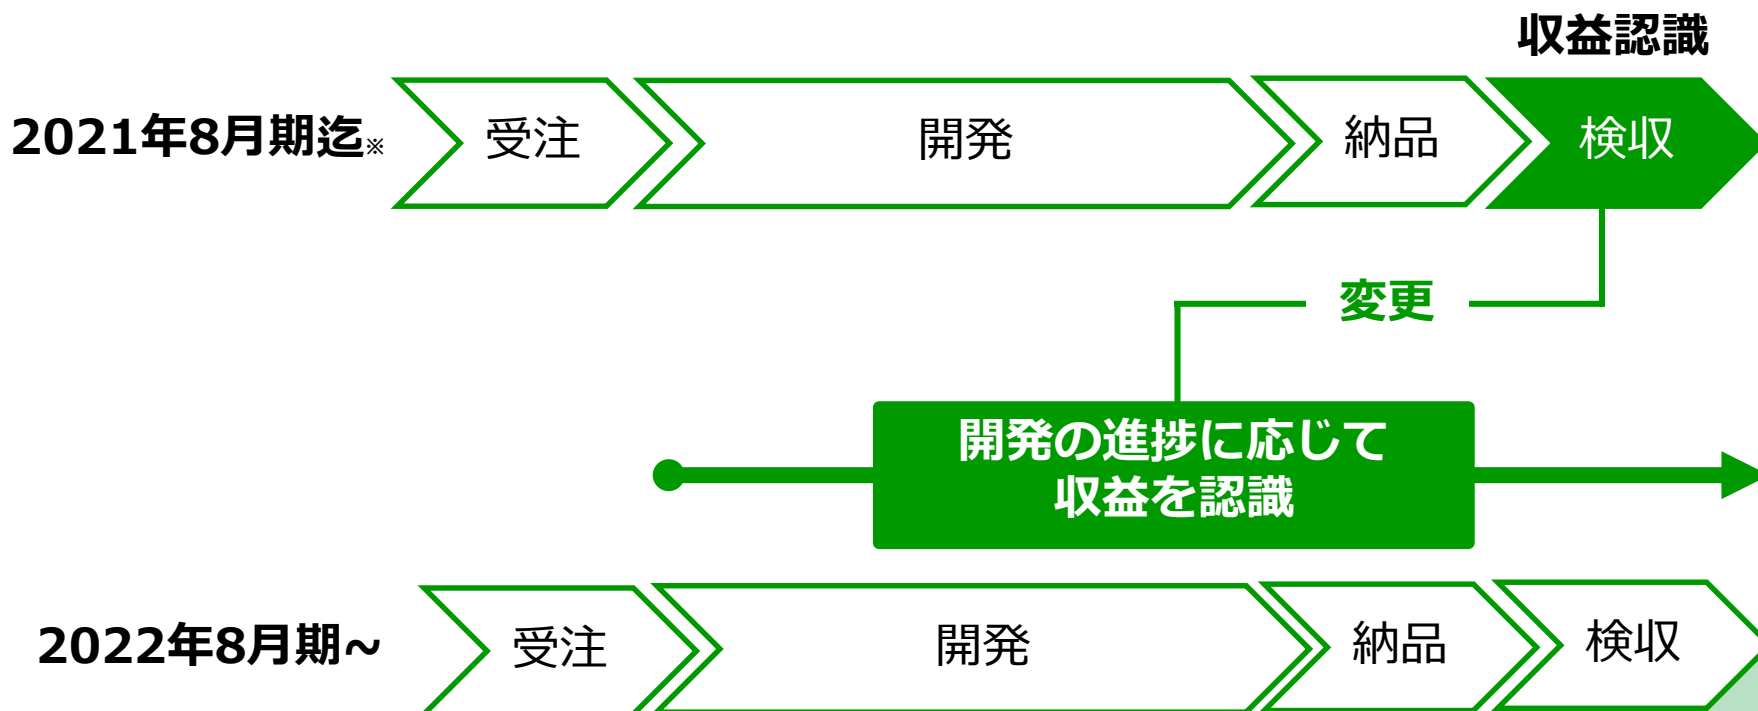 収益認識
2021年8月期迄※
受注
開発
納品
検収
変更
開発の進捗に応じて
収益を認識
2022年8月期~
受注
開発
納品
検収